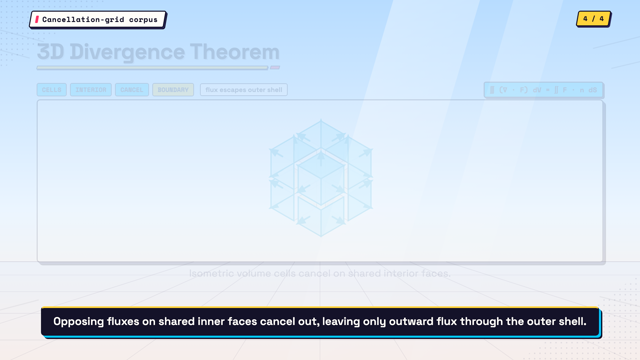 Cancellation-grid corpus
4 / 4
3D Divergence Theorem
CELLS
INTERIOR
CANCEL
BOUNDARY
flux escapes outer shell
Isometric volume cells cancel on shared interior faces.
Opposing fluxes on shared inner faces cancel out, leaving only outward flux through the outer shell.